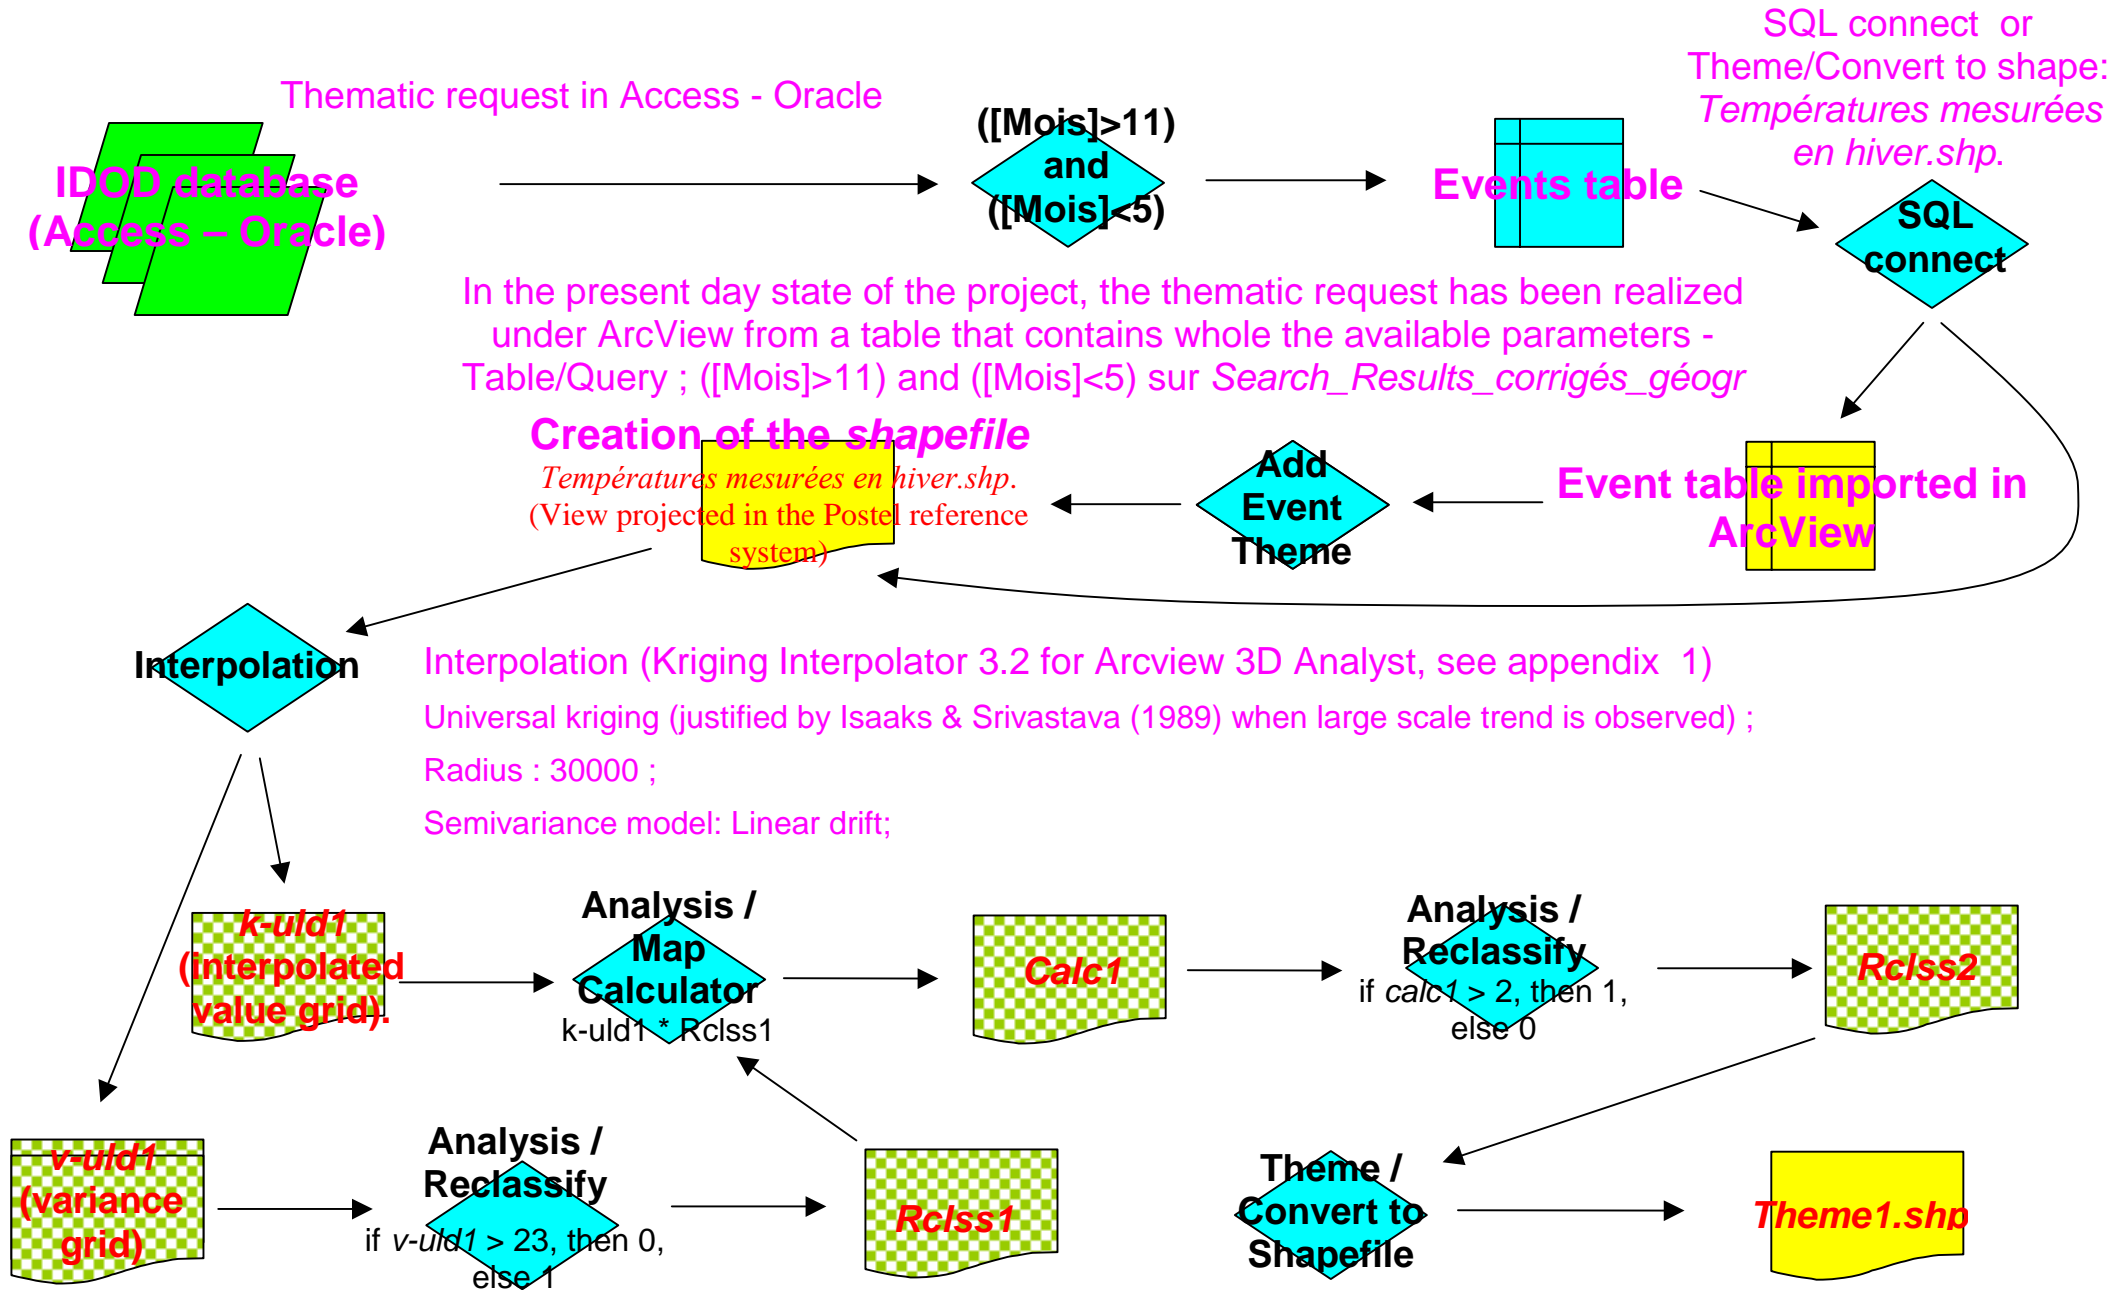 SQL connect or
Theme/Convert to shape:
Températures mesurées
en hiver.shp.
Thematic request in Access - Oracle
IDOD database
(Access – Oracle)
([Mois]>11)
and
([Mois]<5)
Events table
SQL
connect
In the present day state of the project, the thematic request has been realized
under ArcView from a table that contains whole the available parameters -
Table/Query ; ([Mois]>11) and ([Mois]<5) sur Search_Results_corrigés_géogr
Creation of the shapefile
Températures mesurées en hiver.shp.
(View projected in the Postel reference
system)
Add
Event
Theme
Event table imported in
ArcView
Interpolation
Interpolation (Kriging Interpolator 3.2 for Arcview 3D Analyst, see appendix 1)
Universal kriging (justified by Isaaks & Srivastava (1989) when large scale trend is observed) ;
Radius : 30000 ;
Semivariance model: Linear drift;
k-uld1
(interpolated
value grid).
Analysis /
Map
Calculator
k-uld1 * Rclss1
Calc1
Analysis /
Reclassify
if calc1 > 2, then 1,
else 0
Rclss2
v-uld1
(variance
grid)
Analysis /
Reclassify
if v-uld1 > 23, then 0,
else 1
Rclss1
Theme /
Convert to
Shapefile
Theme1.shp